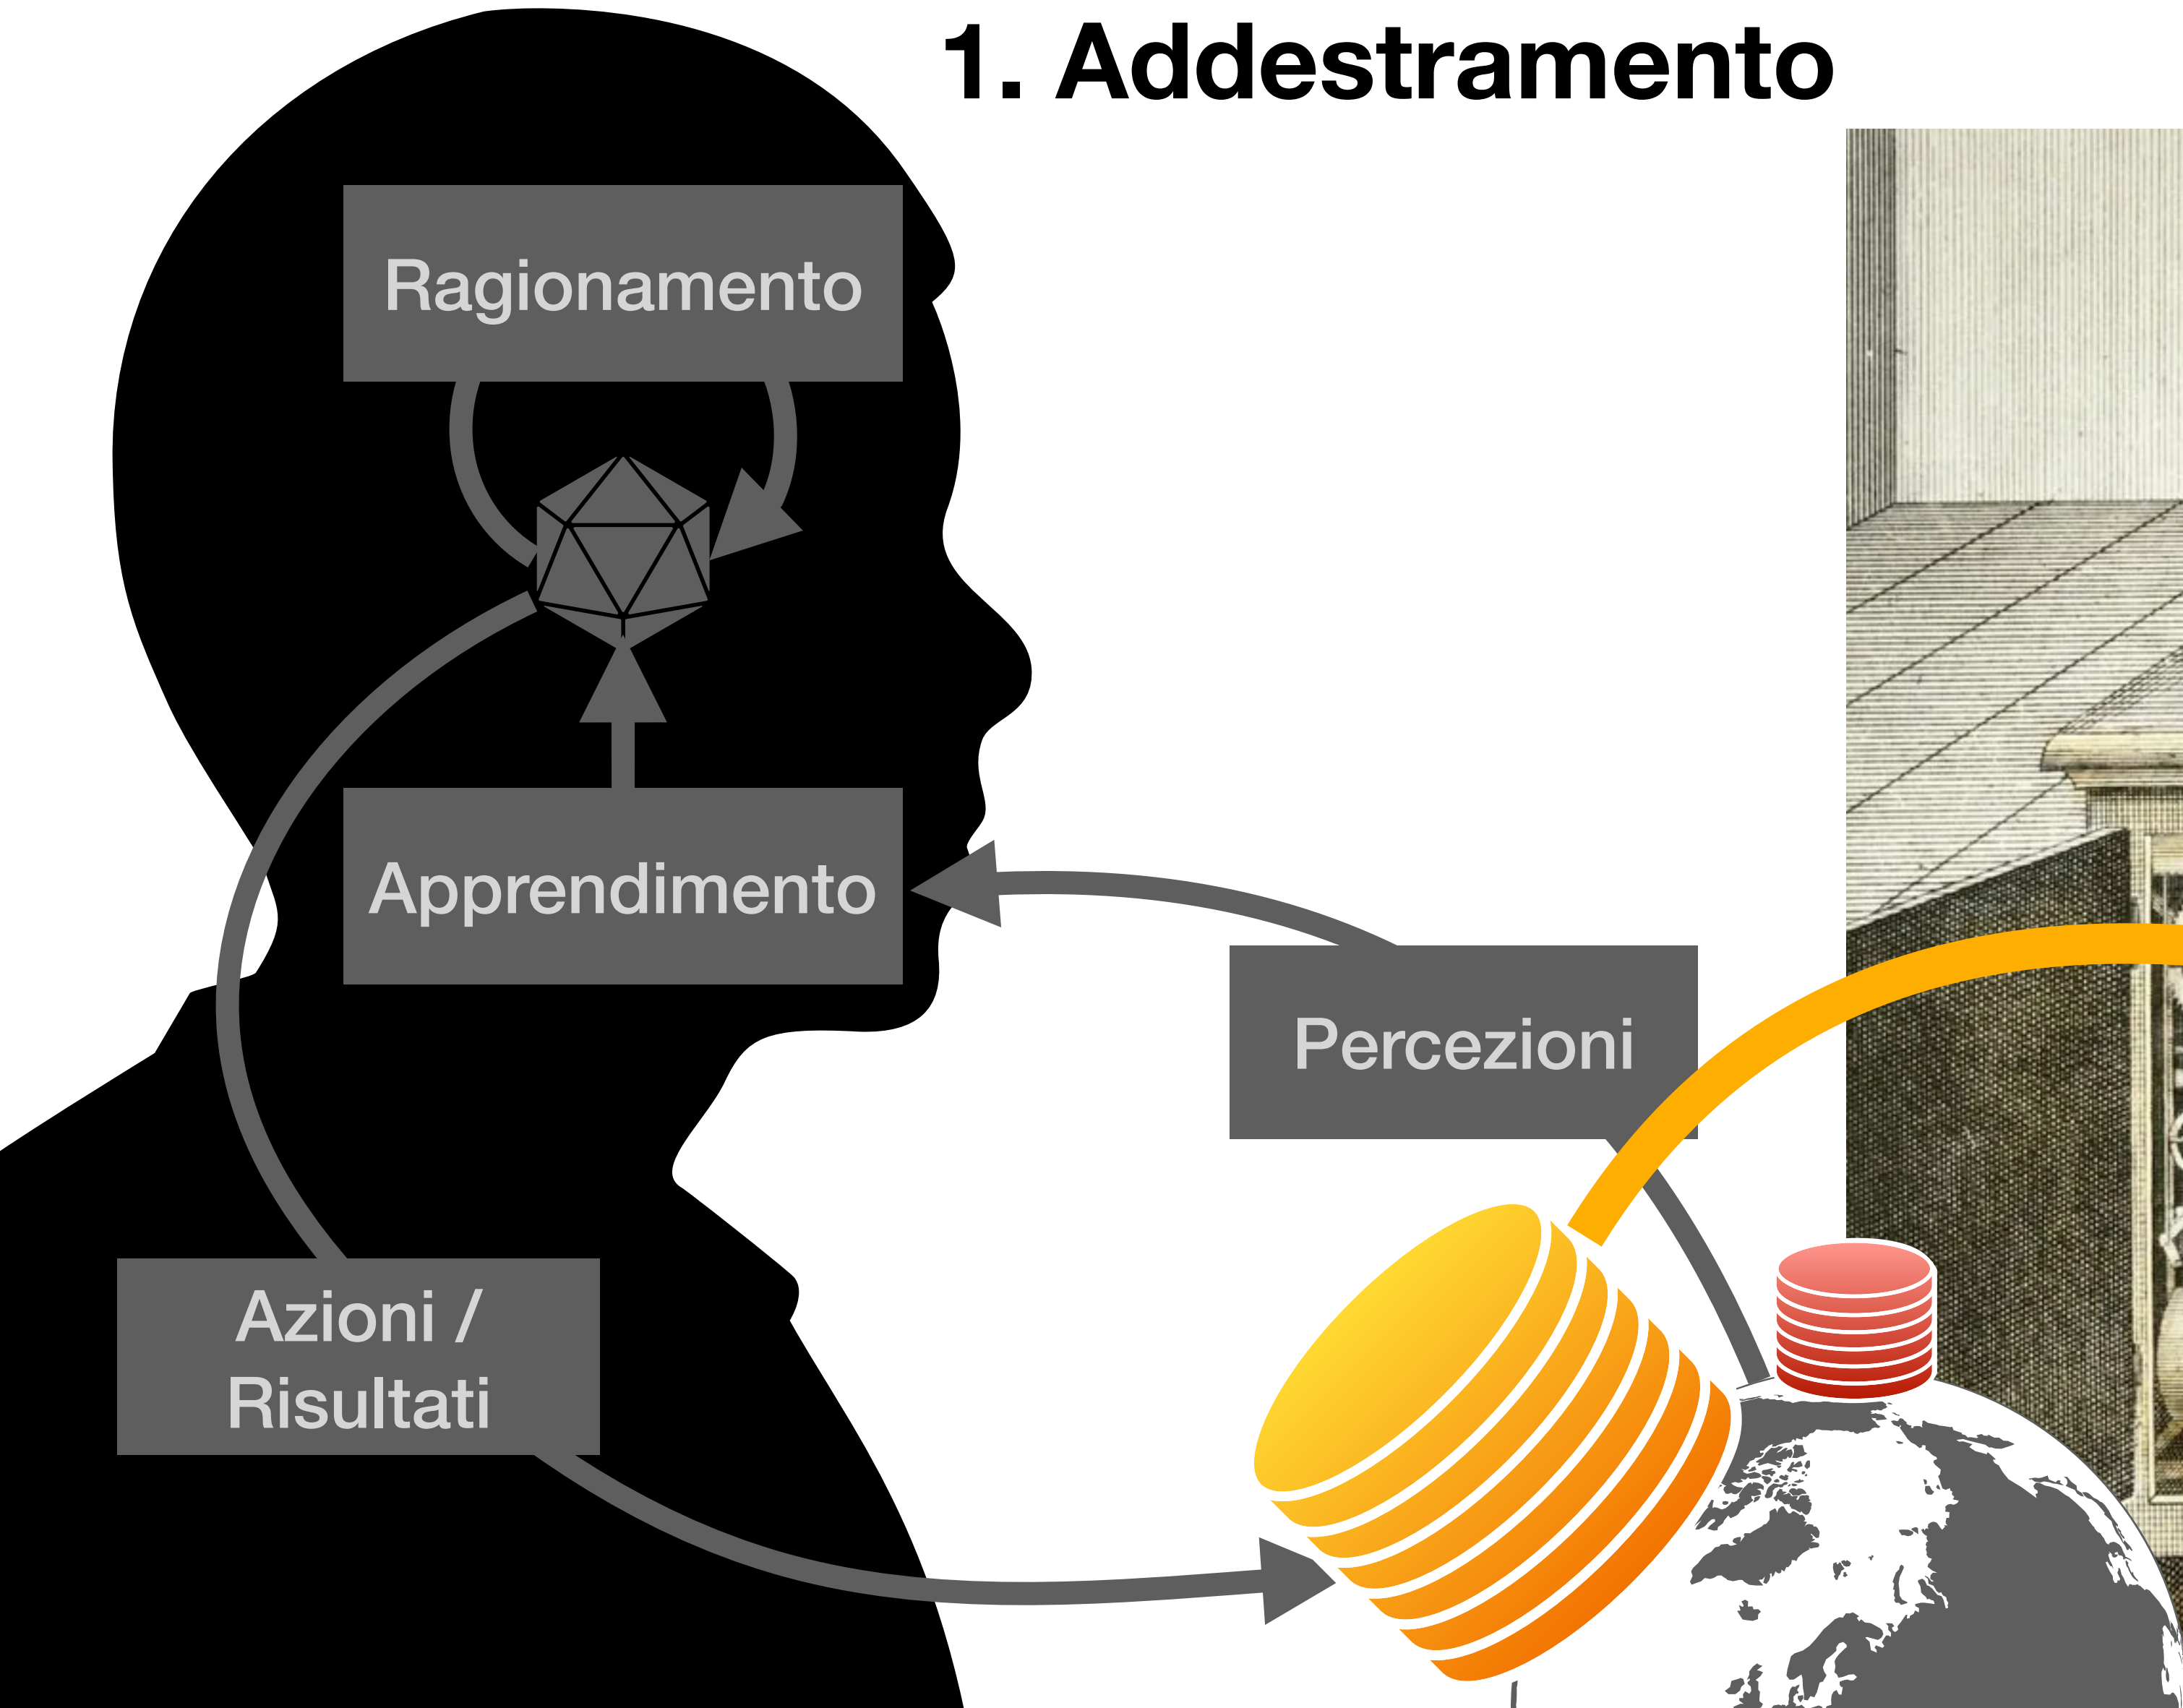 1. Addestramento
Ragionamento
Apprendimento
Percezioni
Azioni /
Risultati